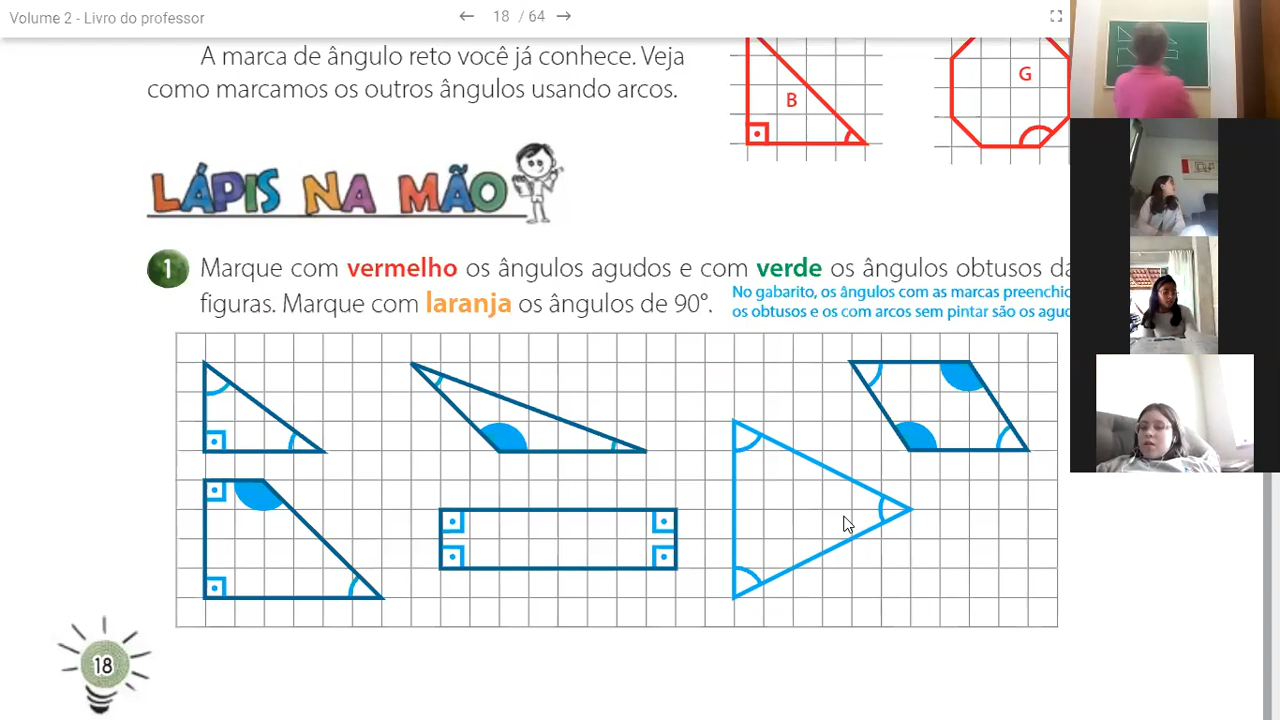 Volume 2 - Livro do professor
18 / 64
A marca de ângulo reto você já conhece. Veja
como marcamos os outros ângulos usando arcos.
B
G
LÁPIS NA MÃO
1 Marque com vermelho os ângulos agudos e com verde os ângulos obtusos
figuras. Marque com laranja os ângulos de 90°.
No gabarito, os ângulos com as marcas
os obtusos e os com arcos sem pintar são os
18